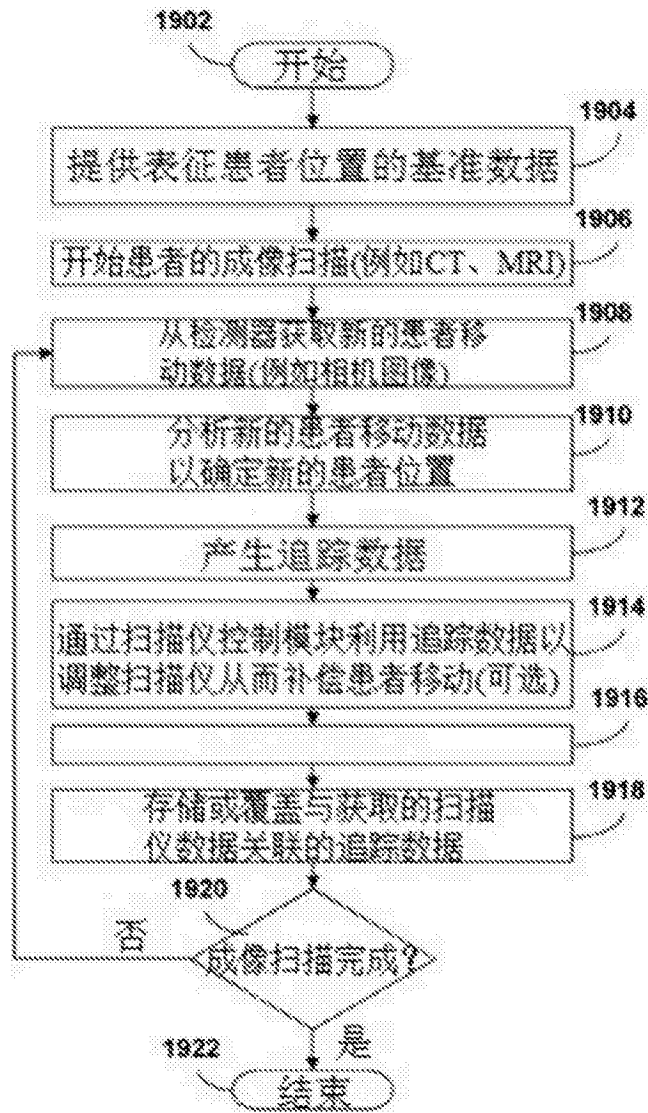 1902
开始
1904
提供表征患者位置的基准数据
1906
开始患者的成像扫描(例如CT、MRI)
1908
从检测器获取新的患者移
动数据(例如相机图像)
1910
分析新的患者移动数据
以确定新的患者位置
1912
产生追踪数据
1914
通过扫描仪控制模块利用追踪数据以
调整扫描仪从而补偿患者移动(可选)
1916
1918
存储或覆盖与获取的扫描
仪数据关联的追踪数据
1920
否
成像扫描完成?
是
1922
结束